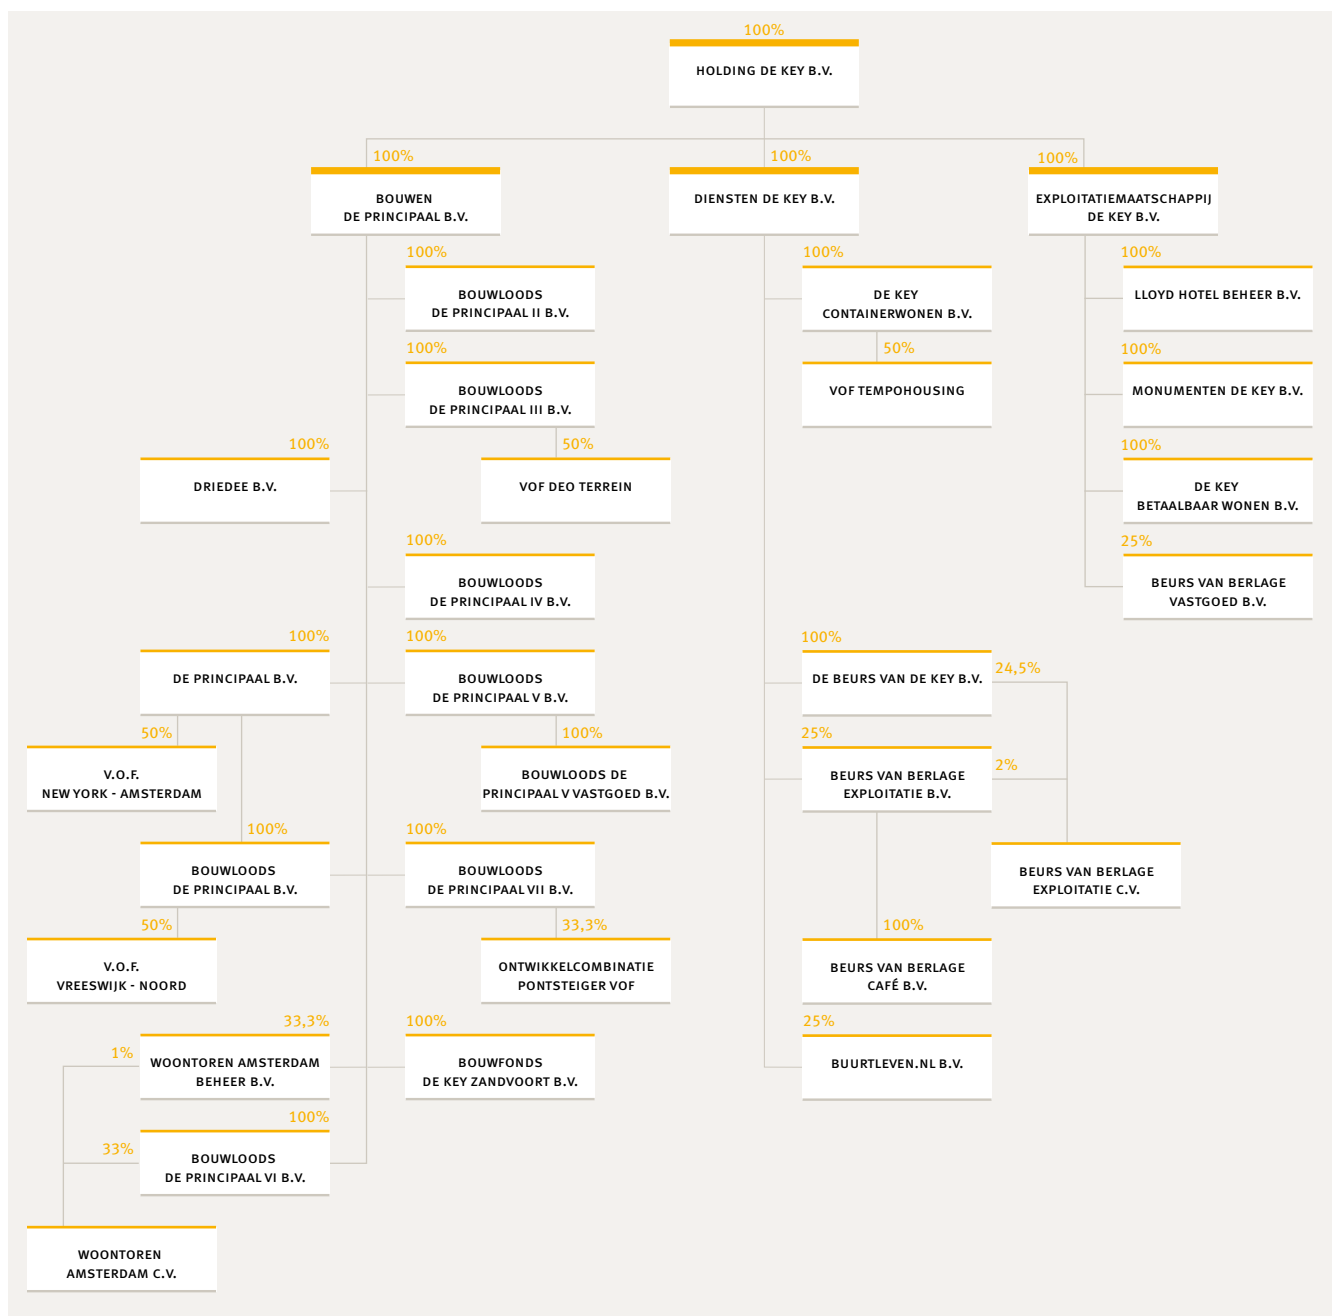 100%
HOLDING DE KEY B.V.
100%
BOUWEN
DE PRINCIPAAL B.V.
100%
DIENSTEN DE KEY B.V.
100%
EXPLOITATIEMAATSCHAPPIJ
DE KEY B.V.
100%
BOUWLOODS
DE PRINCIPAAL II B.V.
100%
DE KEY
CONTAINERWONEN B.V.
100%
LLOYD HOTEL BEHEER B.V.
100%
BOUWLOODS
DE PRINCIPAAL III B.V.
50%
VOF TEMPOHOUSING
100%
MONUMENTEN DE KEY B.V.
100%
DRIEDEE B.V.
50%
VOF DEO TERREIN
100%
DE KEY
BETAALBAAR WONEN B.V.
100%
BOUWLOODS
DE PRINCIPAAL IV B.V.
25%
BEURS VAN BERLAGE
VASTGOED B.V.
100%
DE PRINCIPAAL B.V.
100%
BOUWLOODS
DE PRINCIPAAL V B.V.
100%
DE BEURS VAN DE KEY B.V.
24,5%
50%
V.O.F.
NEW YORK - AMSTERDAM
100%
BOUWLOODS DE
PRINCIPAAL V VASTGOED B.V.
25%
BEURS VAN BERLAGE
EXPLOITATIE B.V.
2%
100%
BOUWLOODS
DE PRINCIPAAL B.V.
100%
BOUWLOODS
DE PRINCIPAAL VII B.V.
BEURS VAN BERLAGE
EXPLOITATIE C.V.
50%
V.O.F.
VREESWIJK - NOORD
33,3%
ONTWIKKELCOMBINATIE
PONTSTEIGER VOF
100%
BEURS VAN BERLAGE
CAFÉ B.V.
33,3%
1%
WOONTOREN AMSTERDAM
BEHEER B.V.
100%
BOUWFONDS
DE KEY ZANDVOORT B.V.
25%
BUURTLEVEN.NL B.V.
100%
33%
BOUWLOODS
DE PRINCIPAAL VI B.V.
WOONTOREN
AMSTERDAM C.V.